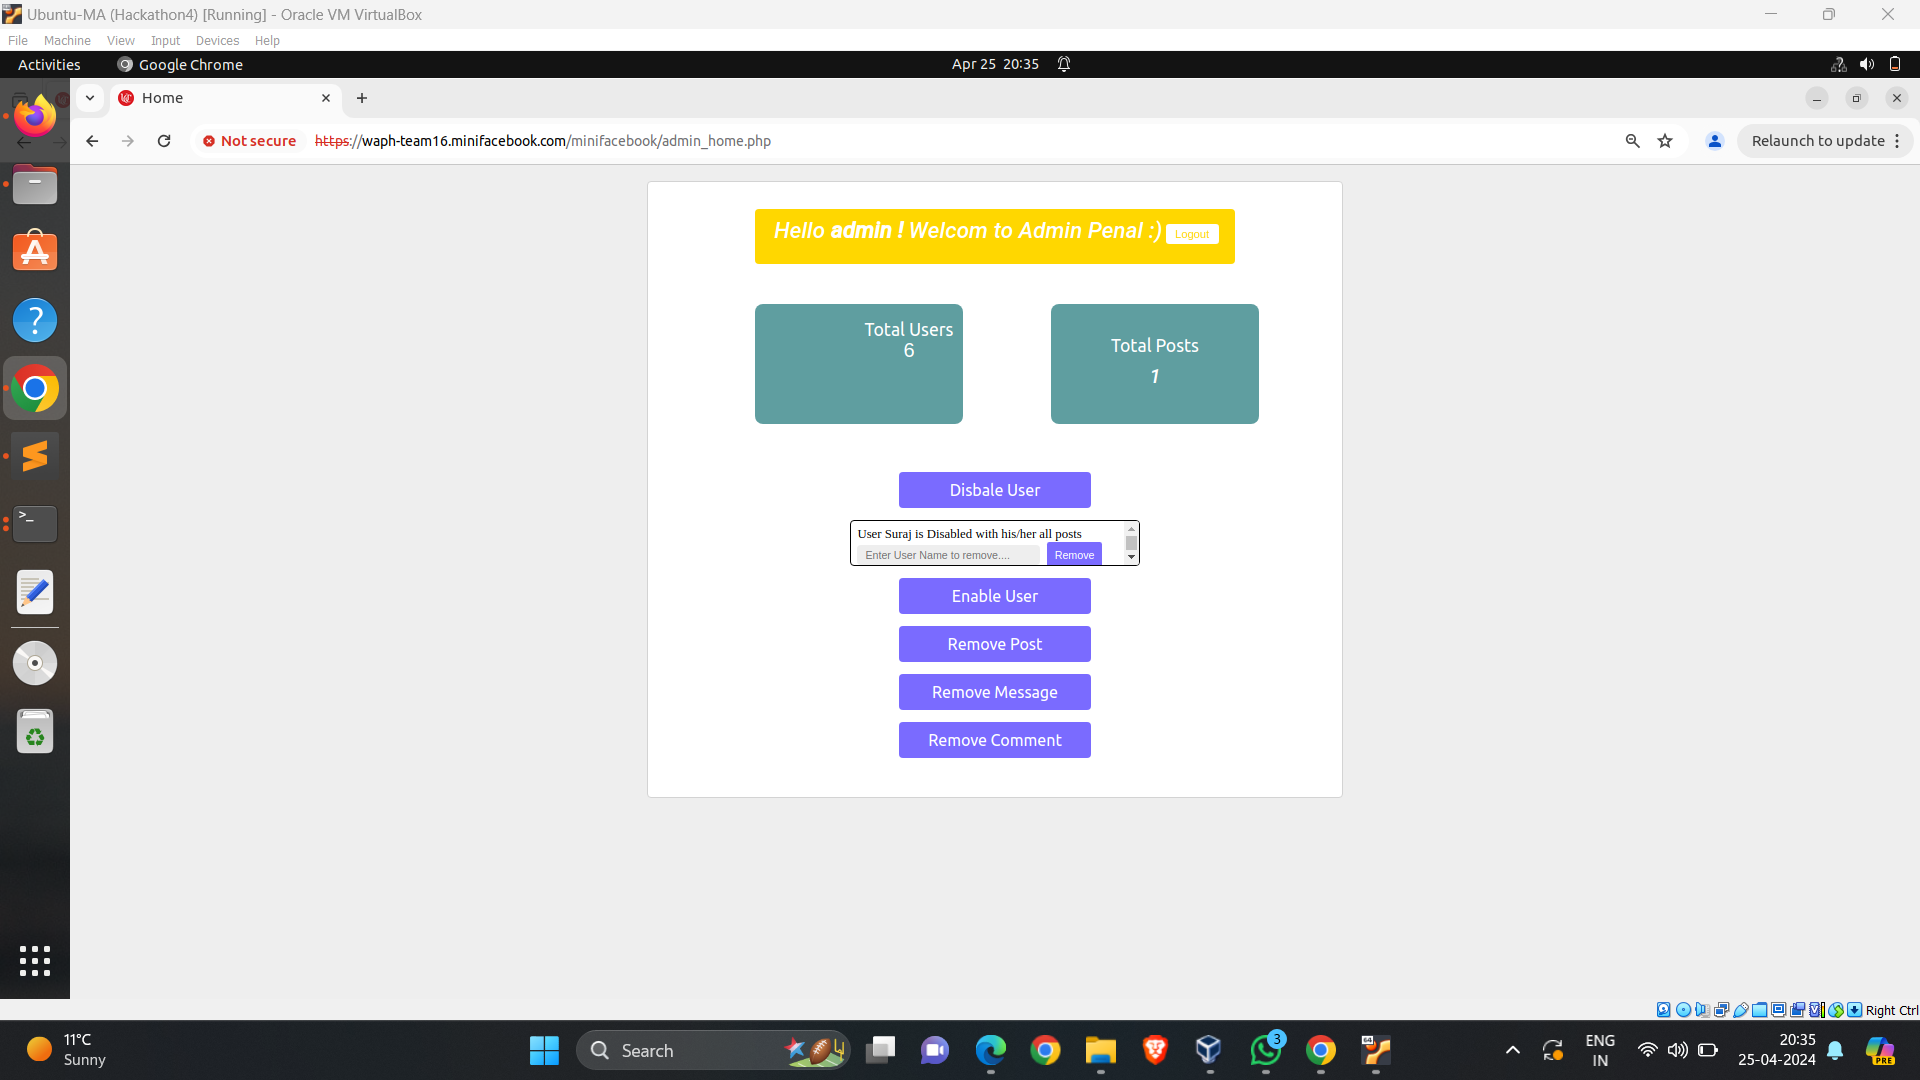 Ubuntu-MA (Hackathon4) [Running] - Oracle VM VirtualBox
File Machine View Input Devices Help
Activities Google Chrome Apr 25 20:35
Home
Not secure https://waph-team16.minifacebook.com/minifacebook/admin_home.php Relaunch to update
Hello admin ! Welcom to Admin Penal :) Logout
Total Users
6
Total Posts
1
Disbale User
User Suraj is Disabled with his/her all posts
Enter User Name to remove.... Remove
Enable User
Remove Post
Remove Message
Remove Comment
Right Ctrl
11°C
Sunny
Search
3
64
ENG
IN
20:35
25-04-2024
PRE